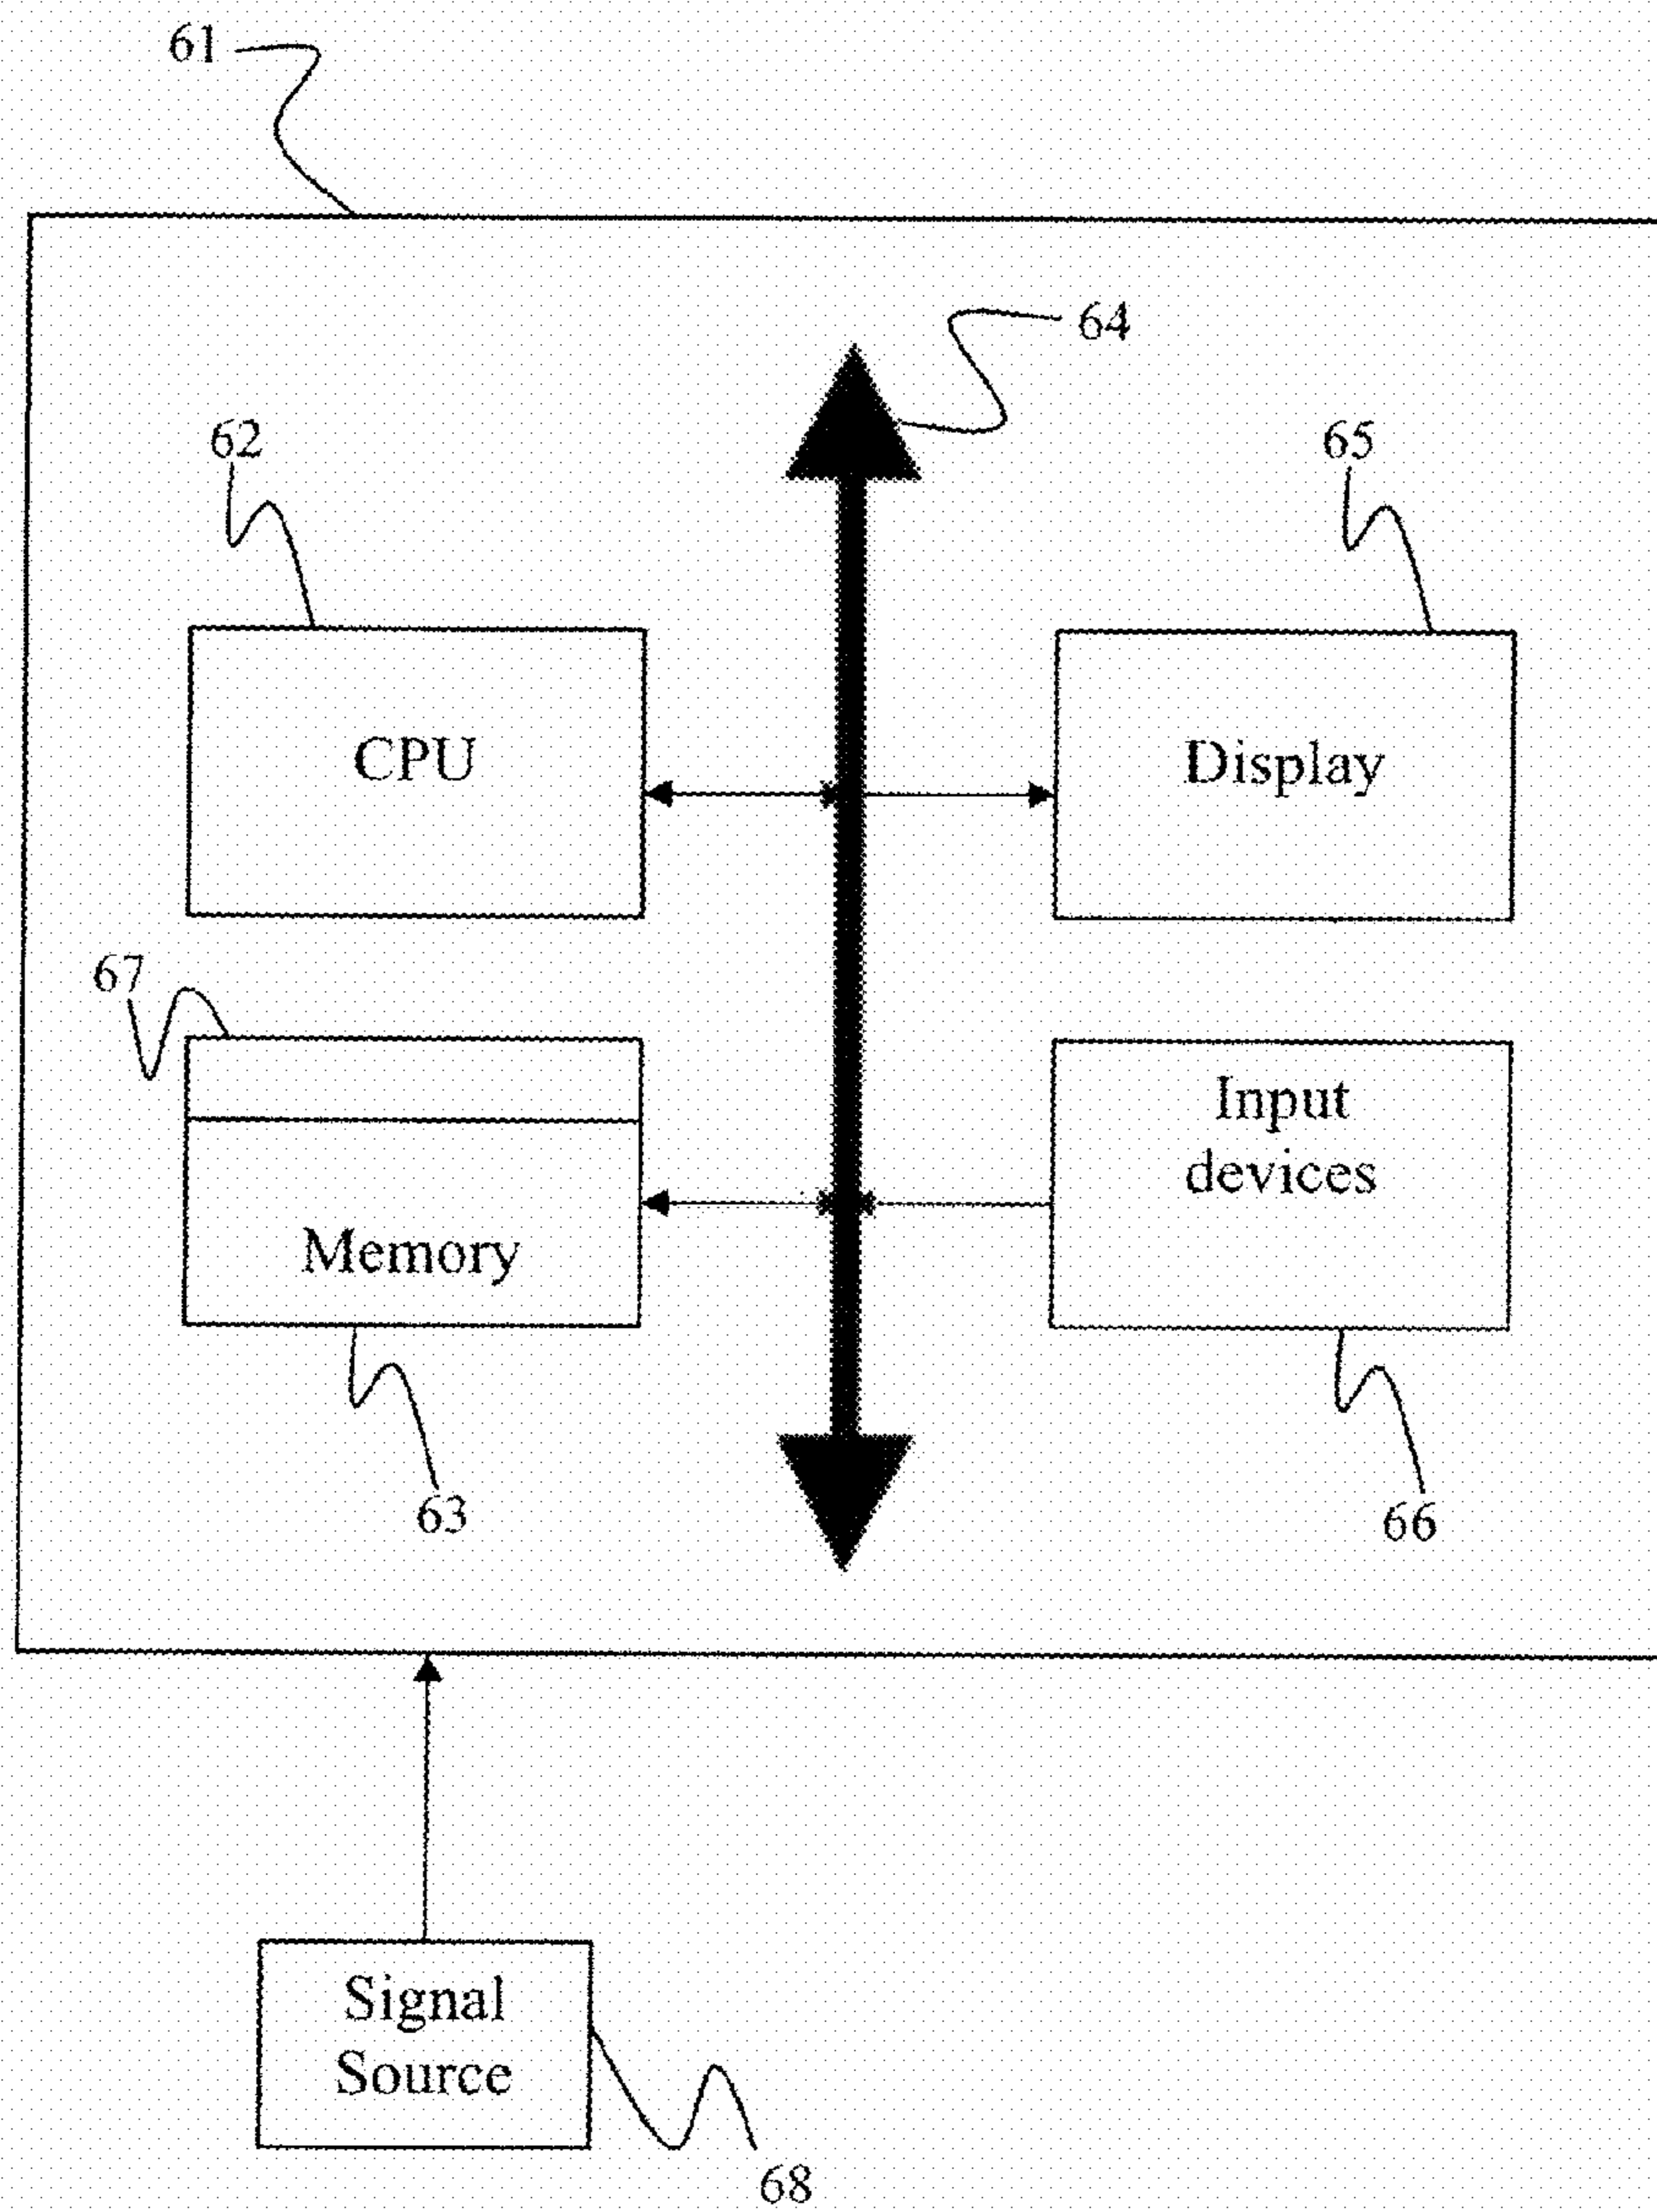 61
64
62
65
CPU
Display
67
Input
devices
Memory
63
66
Signal
Source
68